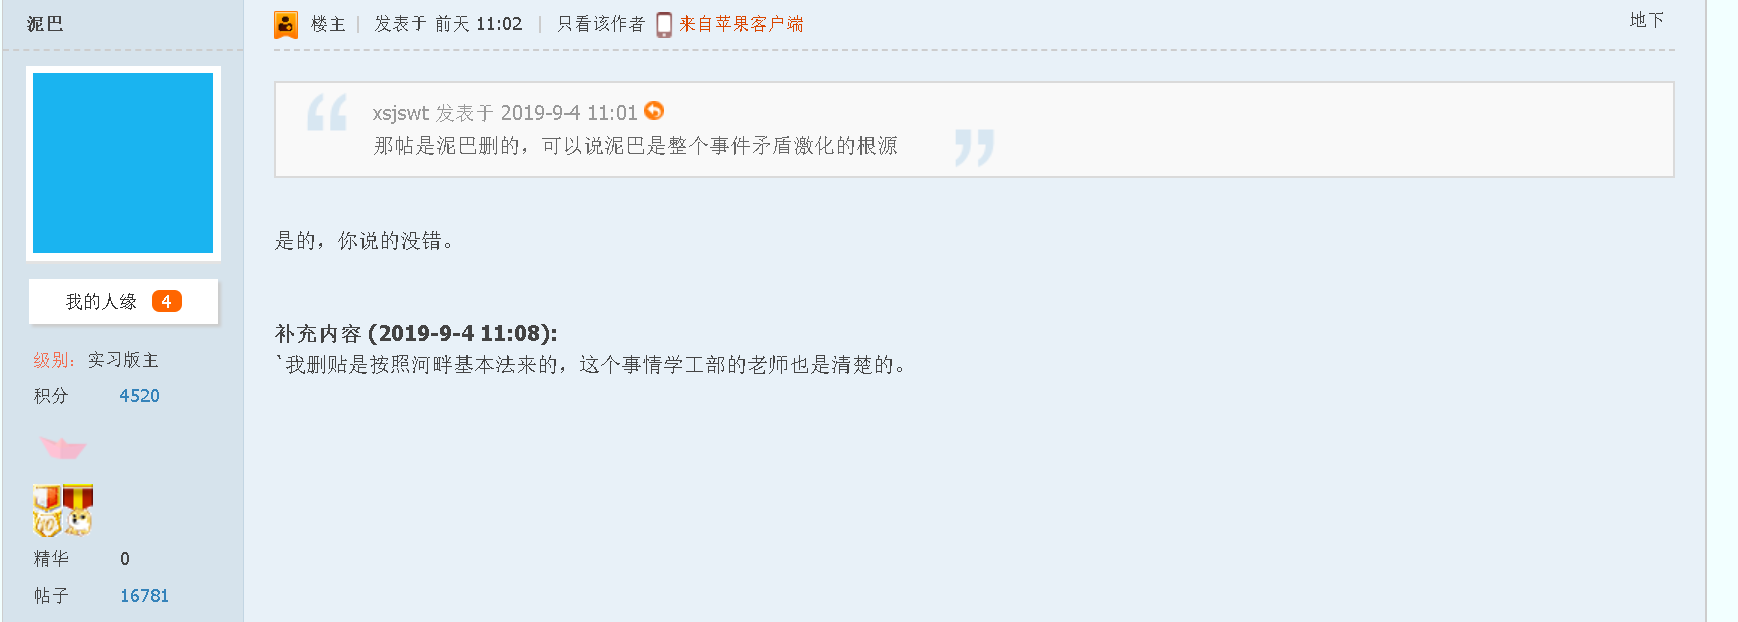 泥巴
楼主 | 发表于 前天 11:02 | 只看该作者 来自苹果客户端
地下
xsjswt 发表于 2019-9-4 11:01
那帖是泥巴删的，可以说泥巴是整个事件矛盾激化的根源
是的，你说的没错。
补充内容 (2019-9-4 11:08):
`我删贴是按照河畔基本法来的，这个事情学工部的老师也是清楚的。
我的人缘 4
级别： 实习版主
积分 4520
精华 0
帖子 16781